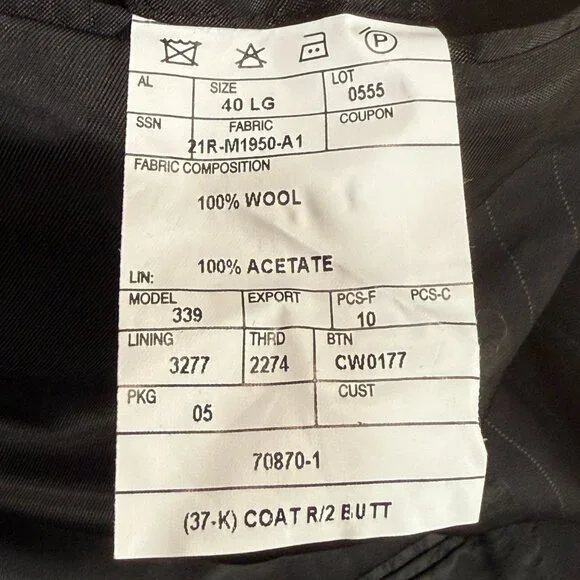 P
AL SIZE LOT
40 LG 0555
SSN FABRIC COUPON
21R-M1950-A1
FABRIC COMPOSITION
100% WOOL
LIN: 100% ACETATE
MODEL EXPORT PCS-F PCS-C
339 10
LINING THRD BTN
3277 2274 CW0177
PKG CUST
05
70870-1
(37-K) COAT R/2 BUTT